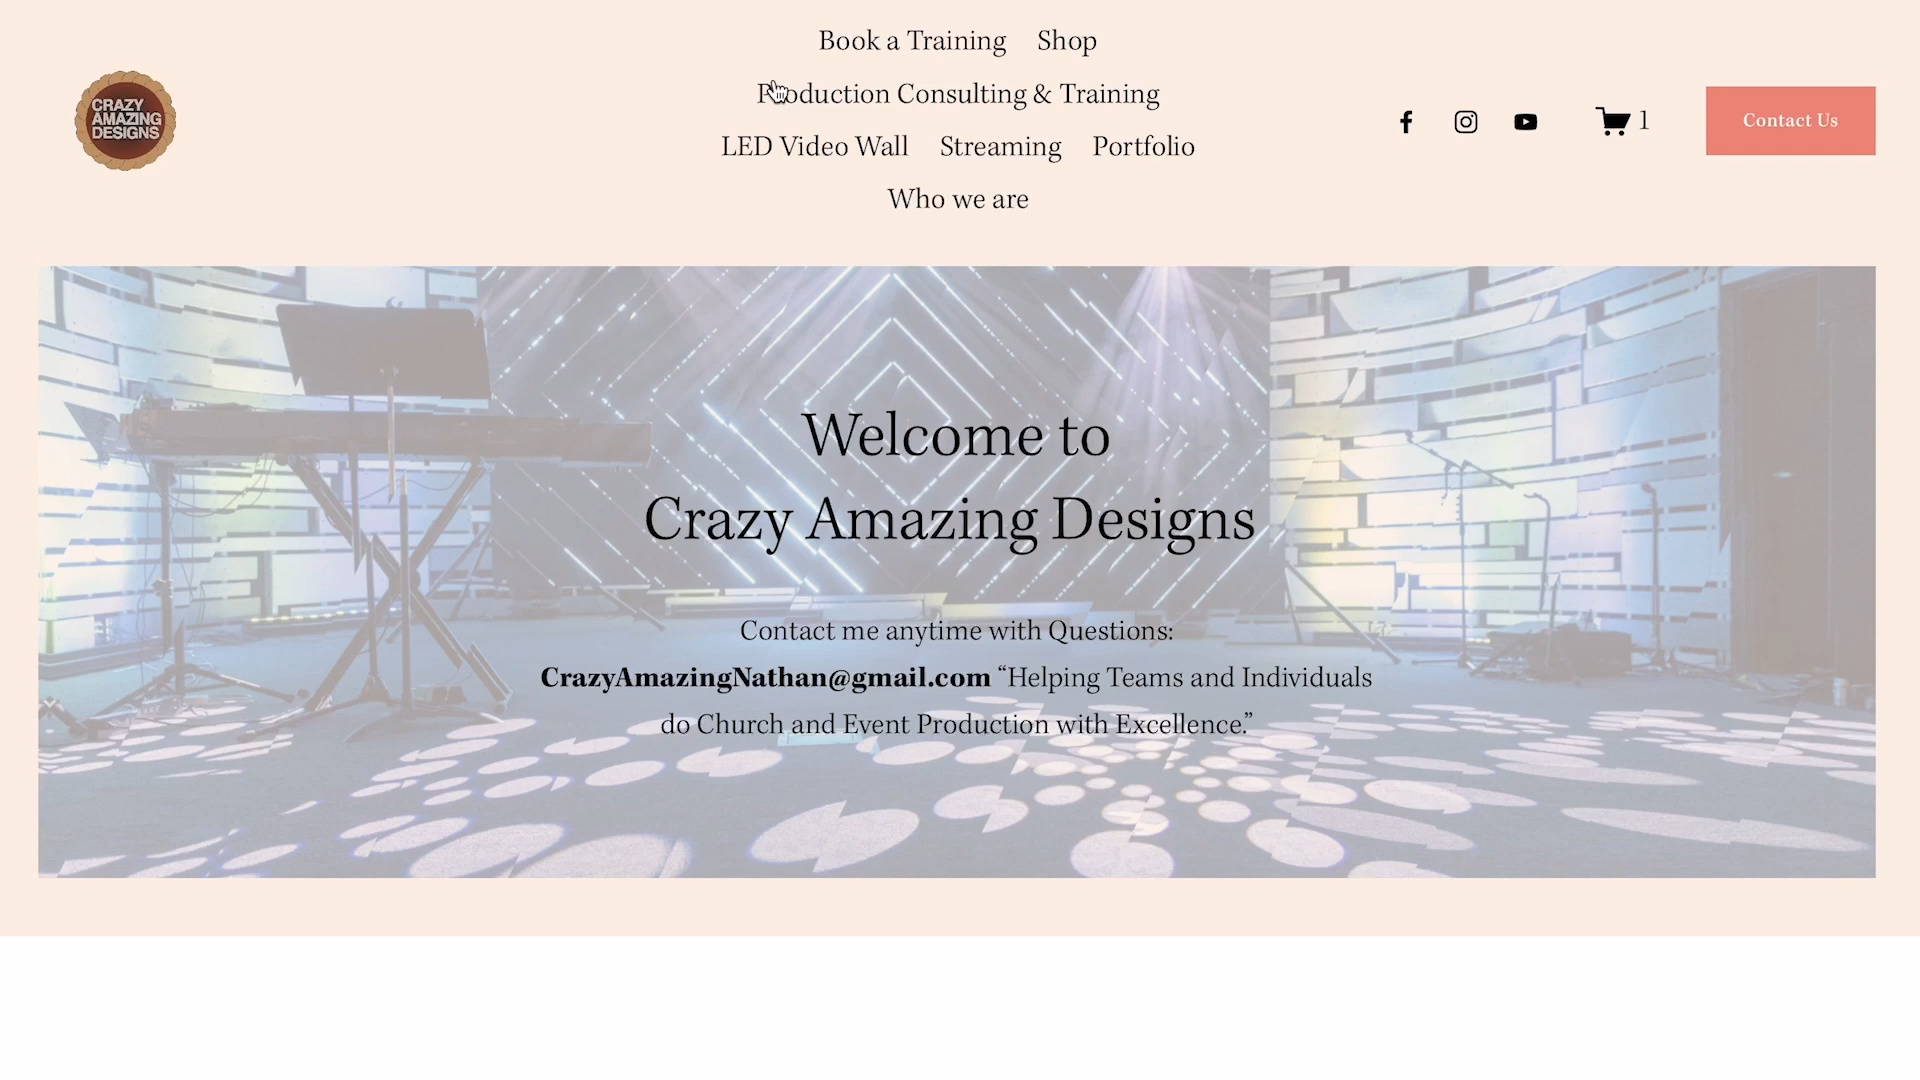 CRAZY
AMAZING
DESIGNS
Book a Training Shop
Production Consulting & Training
LED Video Wall Streaming Portfolio
Who we are
1
Contact Us
Welcome to
Crazy Amazing Designs
Contact me anytime with Questions:
CrazyAmazingNathan@gmail.com “Helping Teams and Individuals
do Church and Event Production with Excellence.”